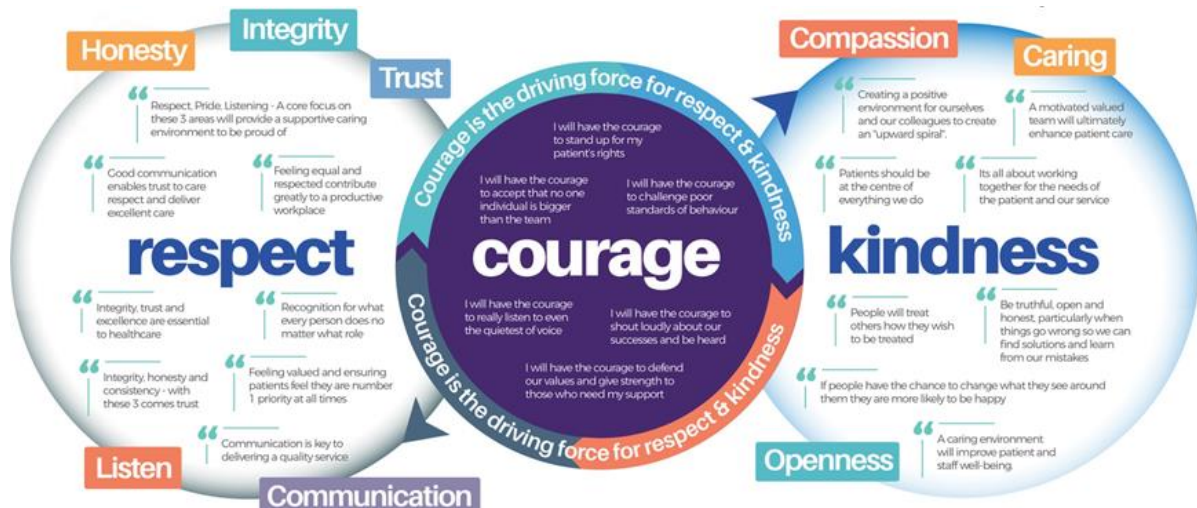 Honesty
Integrity
Trust
Respect, Pride, Listening - A core focus on
these 3 areas will provide a supportive caring
environment to be proud of
Good communication
enables trust to care
respect and deliver
excellent care
Feeling equal and
respected contribute
greatly to a productive
workplace
respect
Integrity, trust and
excellence are essential
to healthcare
Recognition for what
every person does no
matter what role
Integrity, honesty and
consistency - with
these 3 comes trust
Feeling valued and ensuring
patients feel they are number
1 priority at all times
Communication is key to
delivering a quality service
Listen
Communication
Courage is the driving force for respect & kindness
I will have the courage
to stand up for my
patient's rights
I will have the courage
to accept that no one
individual is bigger
than the team
I will have the courage
to challenge poor
standards of behaviour
courage
I will have the courage
to really listen to even
the quietest of voice
I will have the courage to
shout loudly about our
successes and be heard
I will have the courage to defend
our values and give strength to
those who need my support
Courage is the driving force for respect & kindness
Compassion
Caring
Creating a positive
environment for ourselves
and our colleagues to create
an "upward spiral".
A motivated valued
team will ultimately
enhance patient care
Patients should be
at the centre of
everything we do
Its all about working
together for the needs of
the patient and our service
kindness
People will treat
others how they wish
to be treated
Be truthful, open and
honest, particularly when
things go wrong so we can
find solutions and learn
from our mistakes
If people have the chance to change what they see around
them they are more likely to be happy
A caring environment
will improve patient and
staff well-being.
Openness